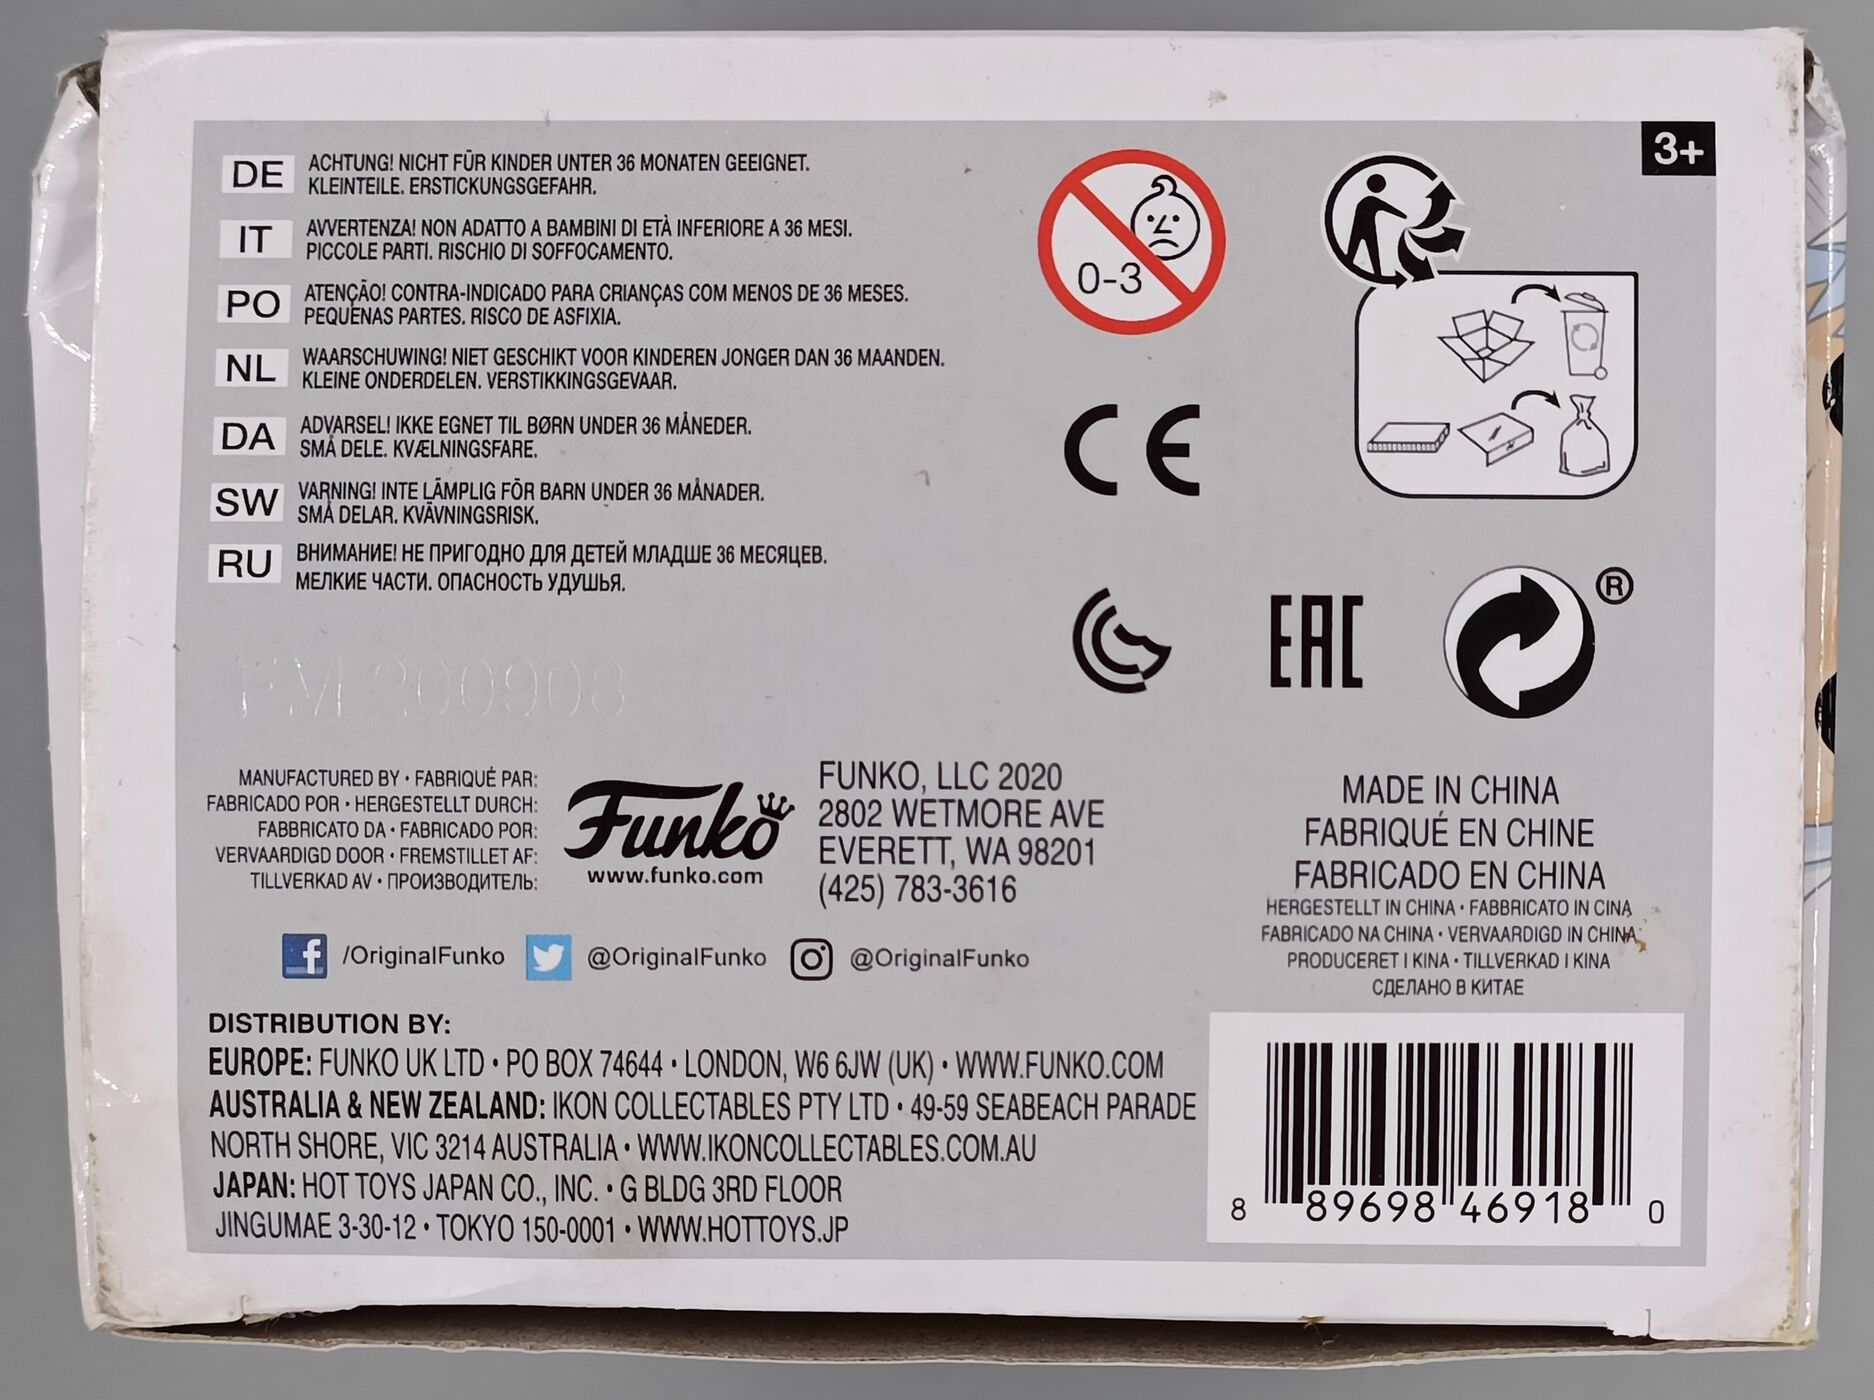 3+
DE ACHTUNG! NICHT FÜR KINDER UNTER 36 MONATEN GEEIGNET.
KLEINTEILE. ERSTICKUNGSGEFAHR.
IT AVVERTENZA! NON ADATTO A BAMBINI DI ETÀ INFERIORE A 36 MESI.
PICCOLE PARTI. RISCHIO DI SOFFOCAMENTO.
PO ATENÇÃO! CONTRA-INDICADO PARA CRIANÇAS COM MENOS DE 36 MESES.
PEQUENAS PARTES. RISCO DE ASFIXIA.
NL WAARSCHUWING! NIET GESCHIKT VOOR KINDEREN JONGER DAN 36 MAANDEN.
KLEINE ONDERDELEN. VERSTIKKINGSGEVAAR.
DA ADVARSEL! IKKE EGNET TIL BØRN UNDER 36 MÅNEDER.
SMÅ DELE. KVÆLNINGSFARE.
SW VARNING! INTE LÄMPLIG FÖR BARN UNDER 36 MÅNADER.
SMÅ DELAR. KVÄVNINGSRISK.
RU ВНИМАНИЕ! НЕ ПРИГОДНО ДЛЯ ДЕТЕЙ МЛАДШЕ 36 МЕСЯЦЕВ.
МЕЛКИЕ ЧАСТИ. ОПАСНОСТЬ УДУШЬЯ.
0-3
CE
EAC
®
MANUFACTURED BY • FABRIQUÉ PAR:
FABRICADO POR • HERGESTELLT DURCH:
FABBRICATO DA • FABRICADO POR:
VERVAARDIGD DOOR • FREMSTILLET AF:
TILLVERKAD AV • ПРОИЗВОДИТЕЛЬ:
Funko
www.funko.com
FUNKO, LLC 2020
2802 WETMORE AVE
EVERETT, WA 98201
(425) 783-3616
MADE IN CHINA
FABRIQUÉ EN CHINE
FABRICADO EN CHINA
HERGESTELLT IN CHINA • FABBRICATO IN CINA
FABRICADO NA CHINA • VERVAARDIGD IN CHINA
PRODUCERET I KINA • TILLVERKAD I KINA
СДЕЛАНО В КИТАЕ
/OriginalFunko @OriginalFunko @OriginalFunko
DISTRIBUTION BY:
EUROPE: FUNKO UK LTD • PO BOX 74644 • LONDON, W6 6JW (UK) • WWW.FUNKO.COM
AUSTRALIA & NEW ZEALAND: IKON COLLECTABLES PTY LTD • 49-59 SEABEACH PARADE
NORTH SHORE, VIC 3214 AUSTRALIA • WWW.IKONCOLLECTABLES.COM.AU
JAPAN: HOT TOYS JAPAN CO., INC. • G BLDG 3RD FLOOR
JINGUMAE 3-30-12 • TOKYO 150-0001 • WWW.HOTTOYS.JP
8 89698 46918 0